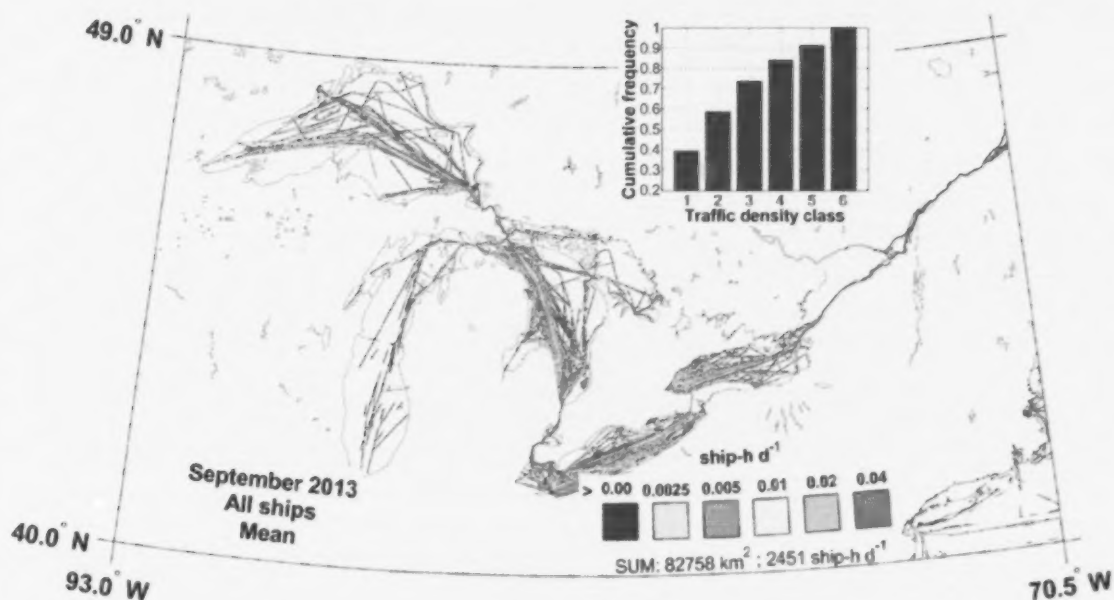 49.0° N
Cumulative frequency
1
0.9
0.8
0.7
0.6
0.5
0.4
0.3
0.2
1 2 3 4 5 6
Traffic density class
September 2013
All ships
Mean
ship-h d⁻¹
> 0.00 0.0025 0.005 0.01 0.02 0.04
SUM: 82758 km² ; 2451 ship-h d⁻¹
40.0° N
93.0° W
70.5° W